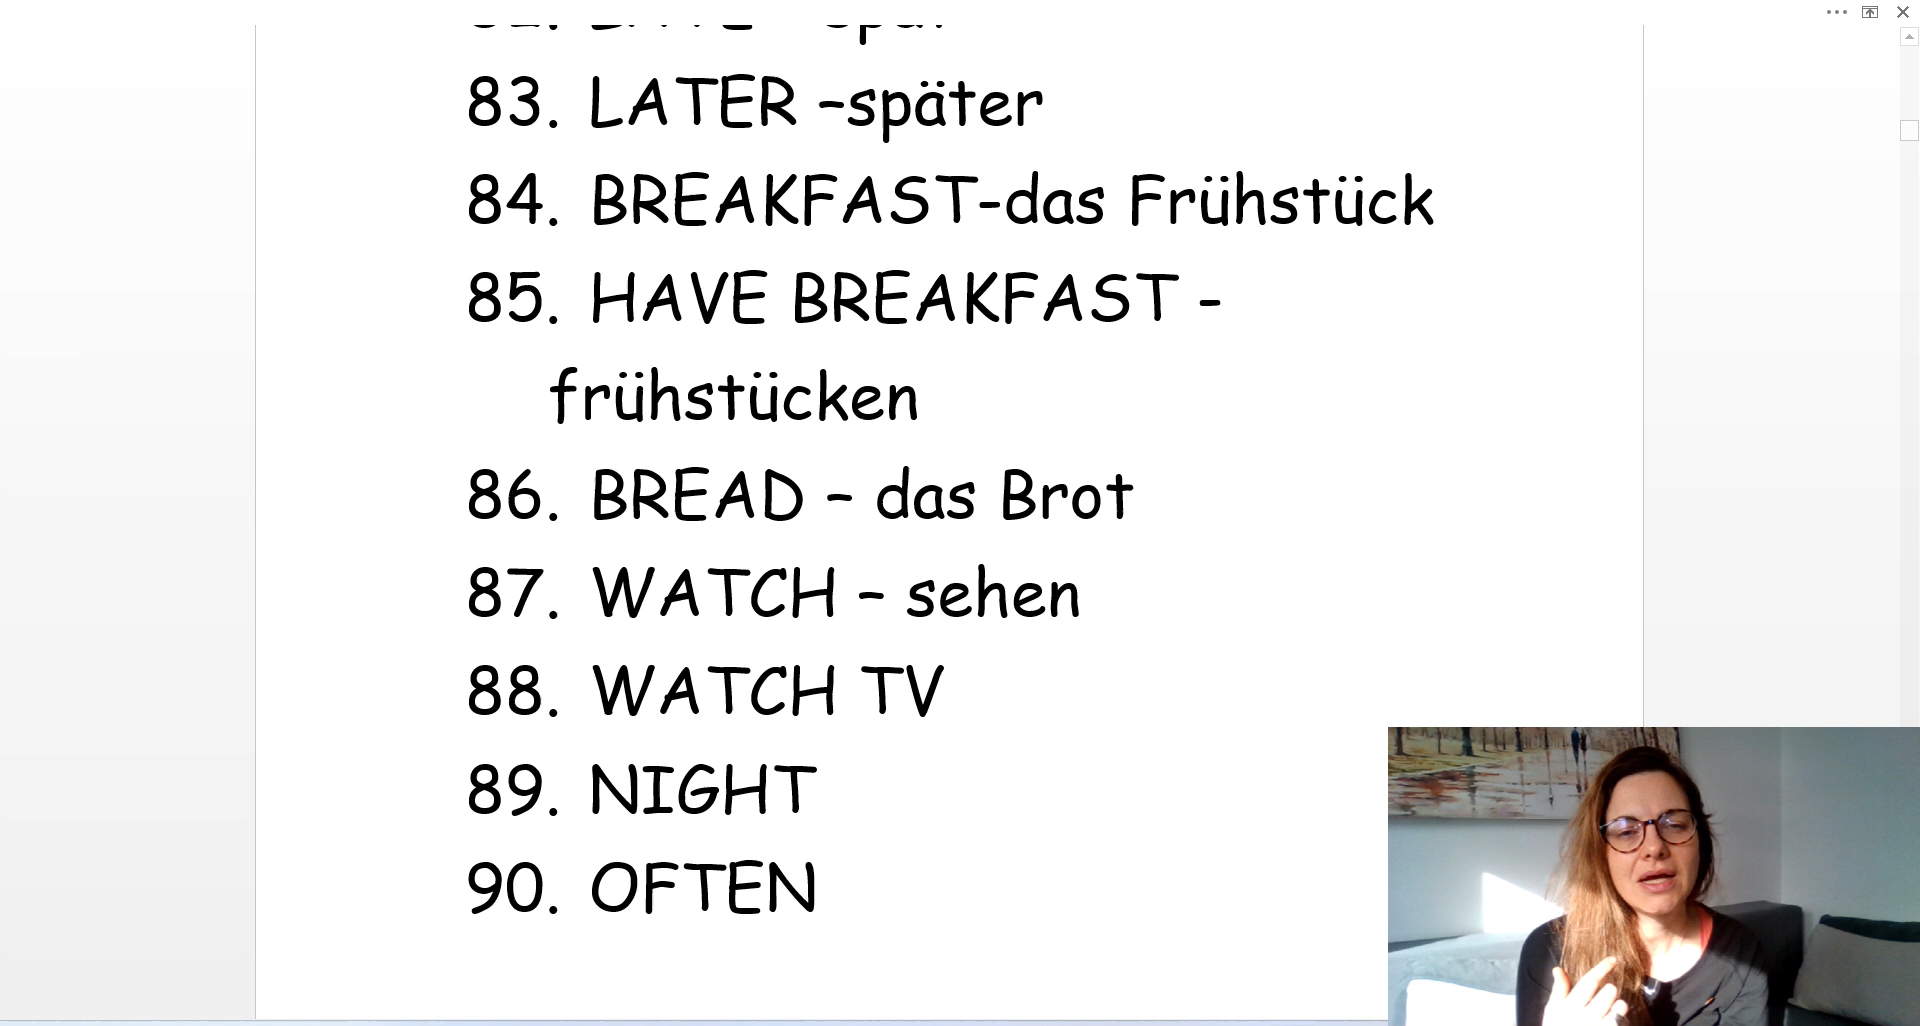 83. LATER –später
84. BREAKFAST-das Frühstück
85. HAVE BREAKFAST -
frühstücken
86. BREAD – das Brot
87. WATCH – sehen
88. WATCH TV
89. NIGHT
90. OFTEN